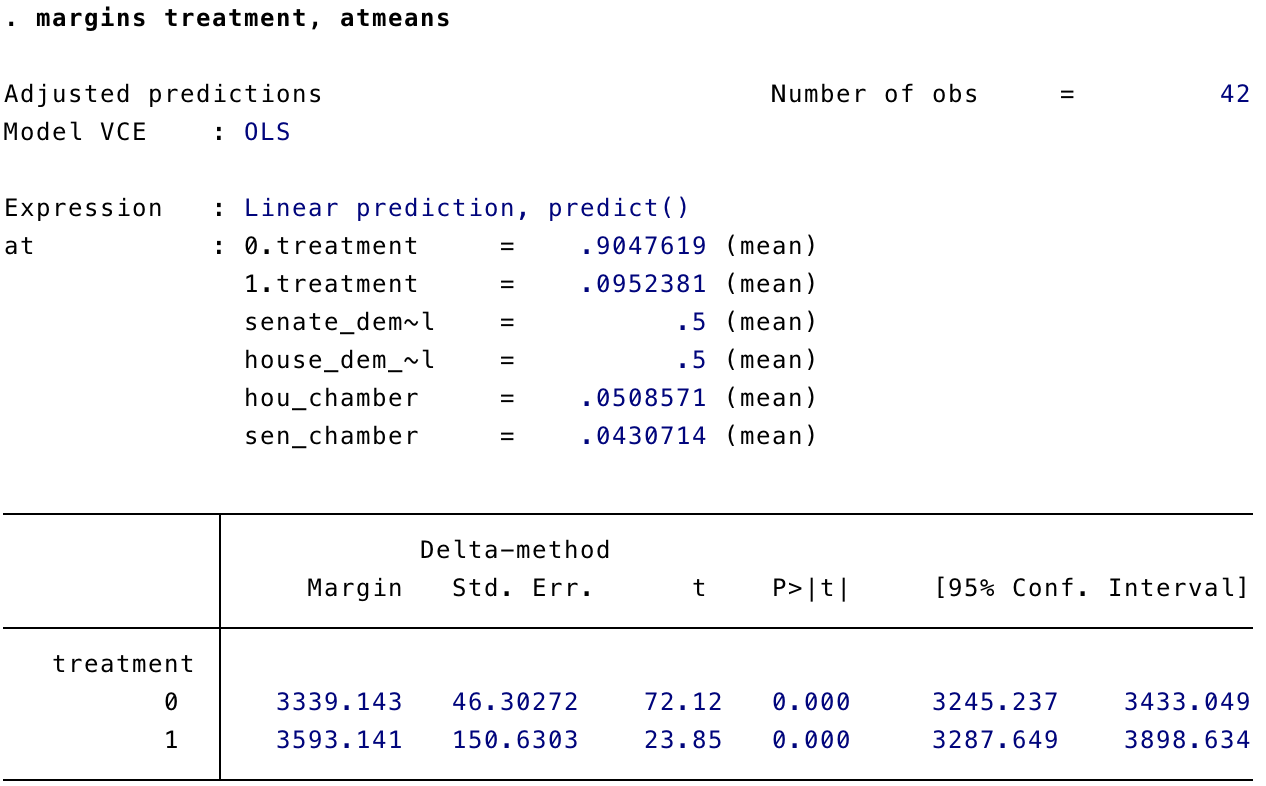 . margins treatment, atmeans
Adjusted predictions Number of obs = 42
Model VCE : OLS
Expression : Linear prediction, predict()
at : 0.treatment = .9047619 (mean)
1.treatment = .0952381 (mean)
senate_dem~l = .5 (mean)
house_dem_~l = .5 (mean)
hou_chamber = .0508571 (mean)
sen_chamber = .0430714 (mean)
Delta-method
Margin Std. Err. t P>|t| [95% Conf. Interval]
treatment
0 3339.143 46.30272 72.12 0.000 3245.237 3433.049
1 3593.141 150.6303 23.85 0.000 3287.649 3898.634